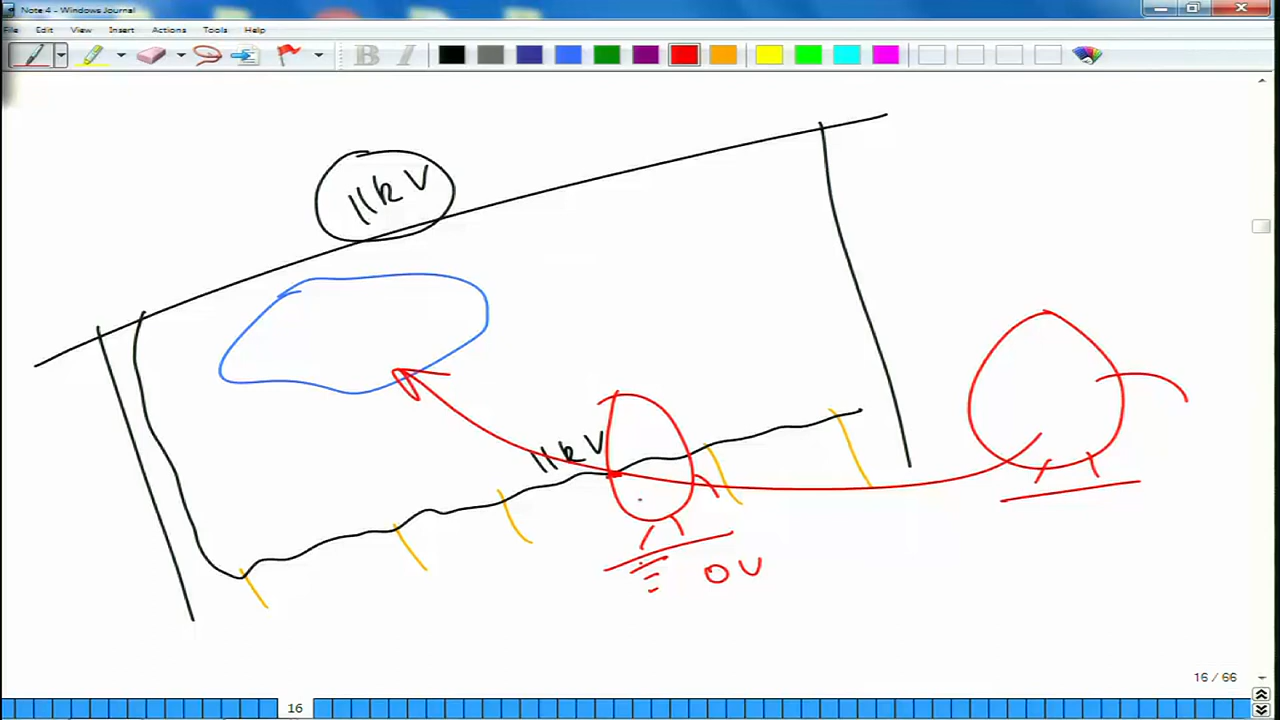 Note 4 - Windows Journal
File Edit View Insert Actions Tools Help
B I
11kV
11kV
0V
16 / 66
16